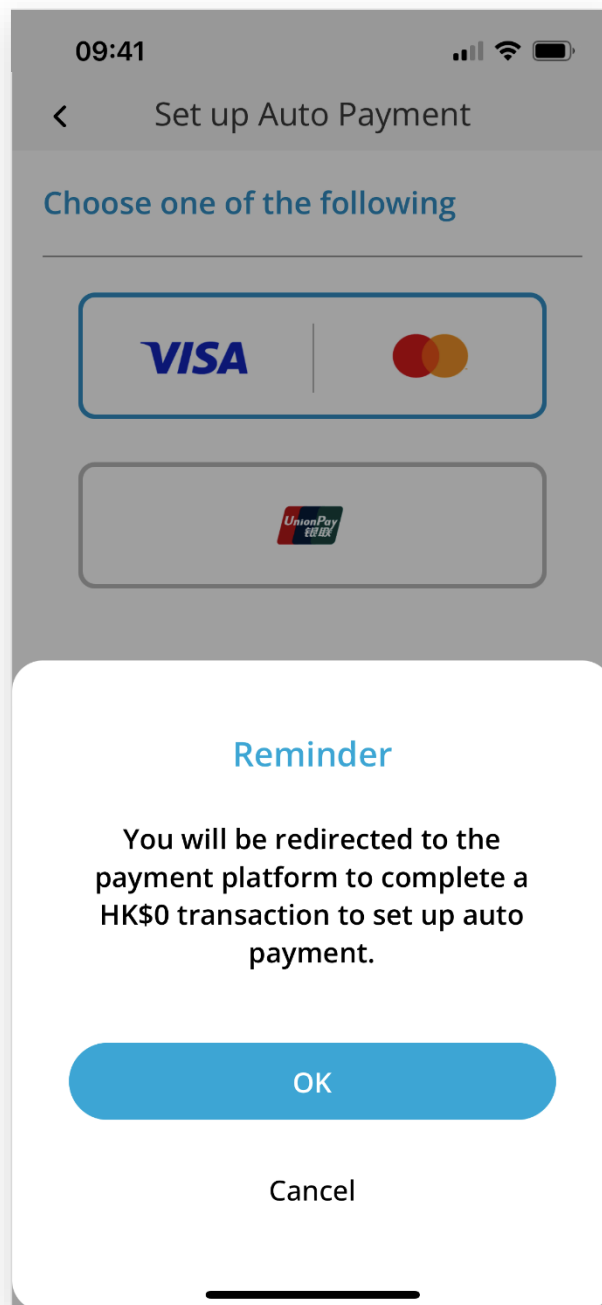 09:41
Set up Auto Payment
Choose one of the following
VISA
UnionPay
银联
Reminder
You will be redirected to the
payment platform to complete a
HK$0 transaction to set up auto
payment.
OK
Cancel